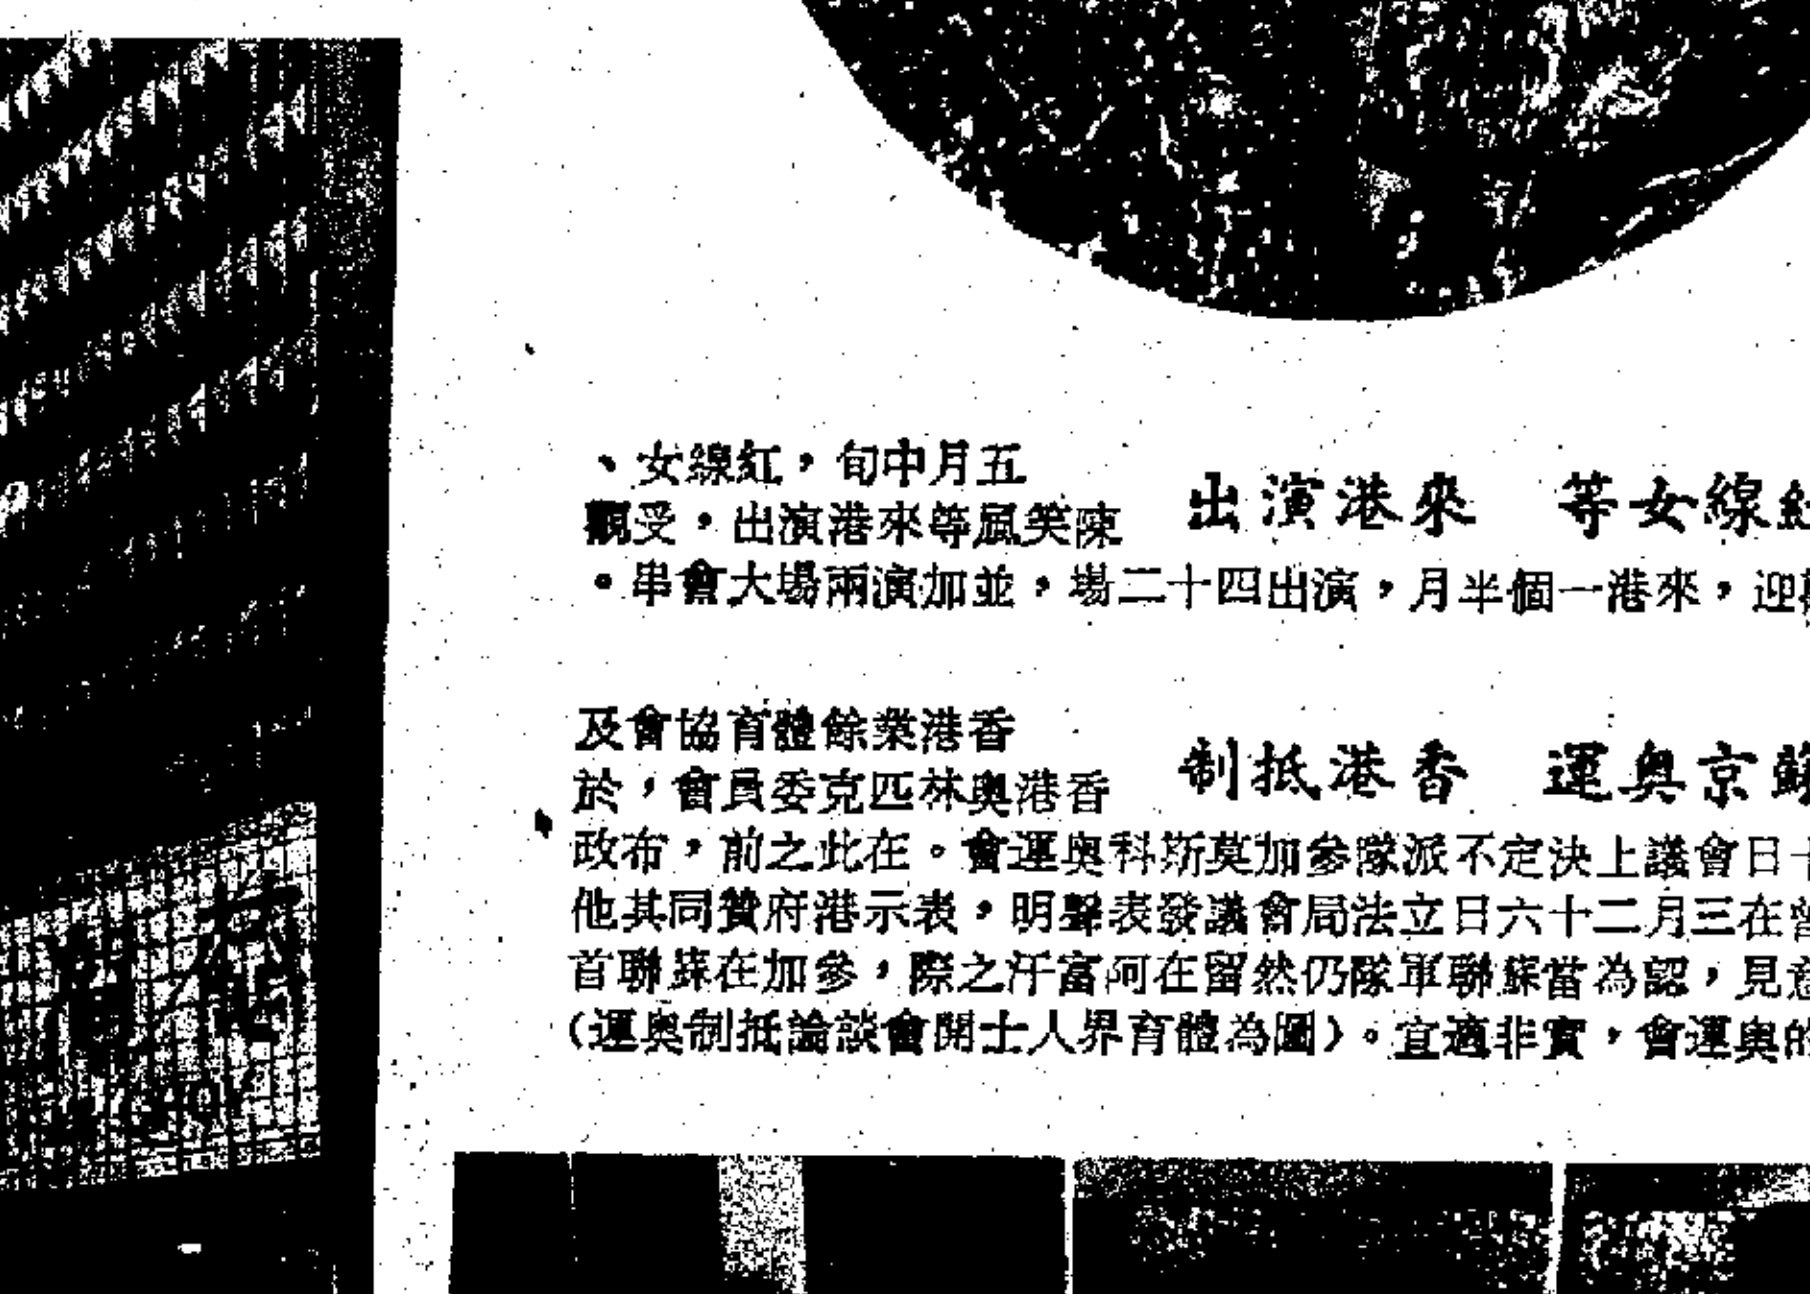 線女等　來港演出
五月中旬，紅線女、
陳笑風等來港演出，受觀
迎，來港一個半月，演出四十二場，並加演兩場大會串。
京奧運　香港抵制
香港業餘體育協會及
香港奧林匹克委員會，於
日會議上決定不派隊參加莫斯科奧運會。在此之前，布政
在三月二十六日立法局會議發表聲明，表示港府贊同其他
見，認為當蘇聯軍隊仍然留在阿富汗之際，參加在蘇聯首
的奧運會，實非適宜。（圖為體育界人士開會談論抵制奧運）